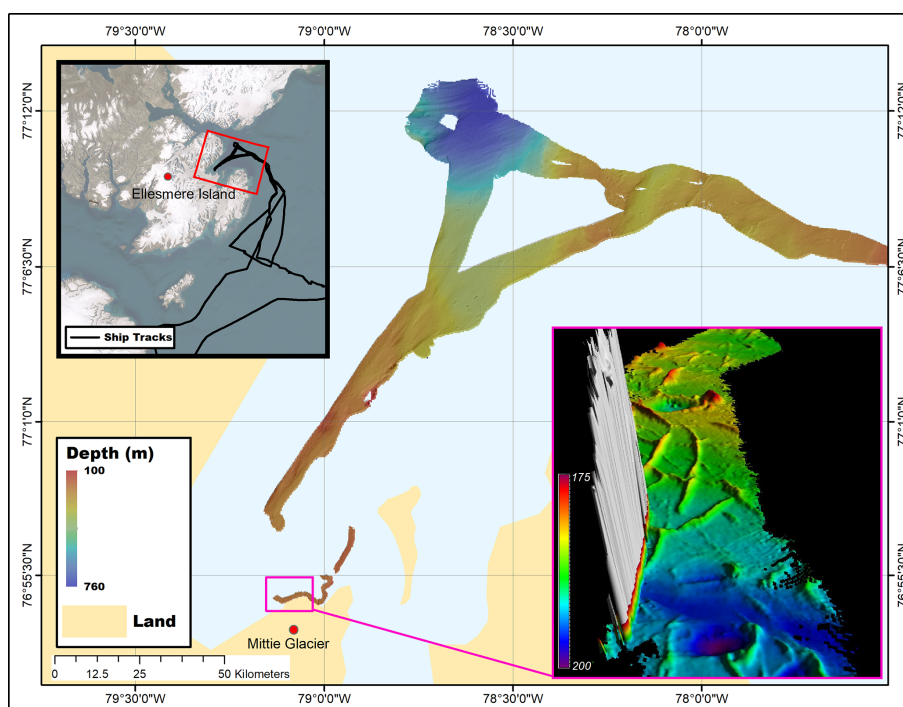 79°30'0"W 79°0'0"W 78°30'0"W 78°0'0"W
77°12'0"N 77°12'0"N
Ellesmere Island
77°6'30"N 77°6'30"N
Ship Tracks
77°1'0"N 77°1'0"N
Depth (m)
100
760
Land
175
200
76°55'30"N 76°55'30"N
Mittie Glacier
0 12.5 25 50 Kilometers
79°30'0"W 79°0'0"W 78°30'0"W 78°0'0"W